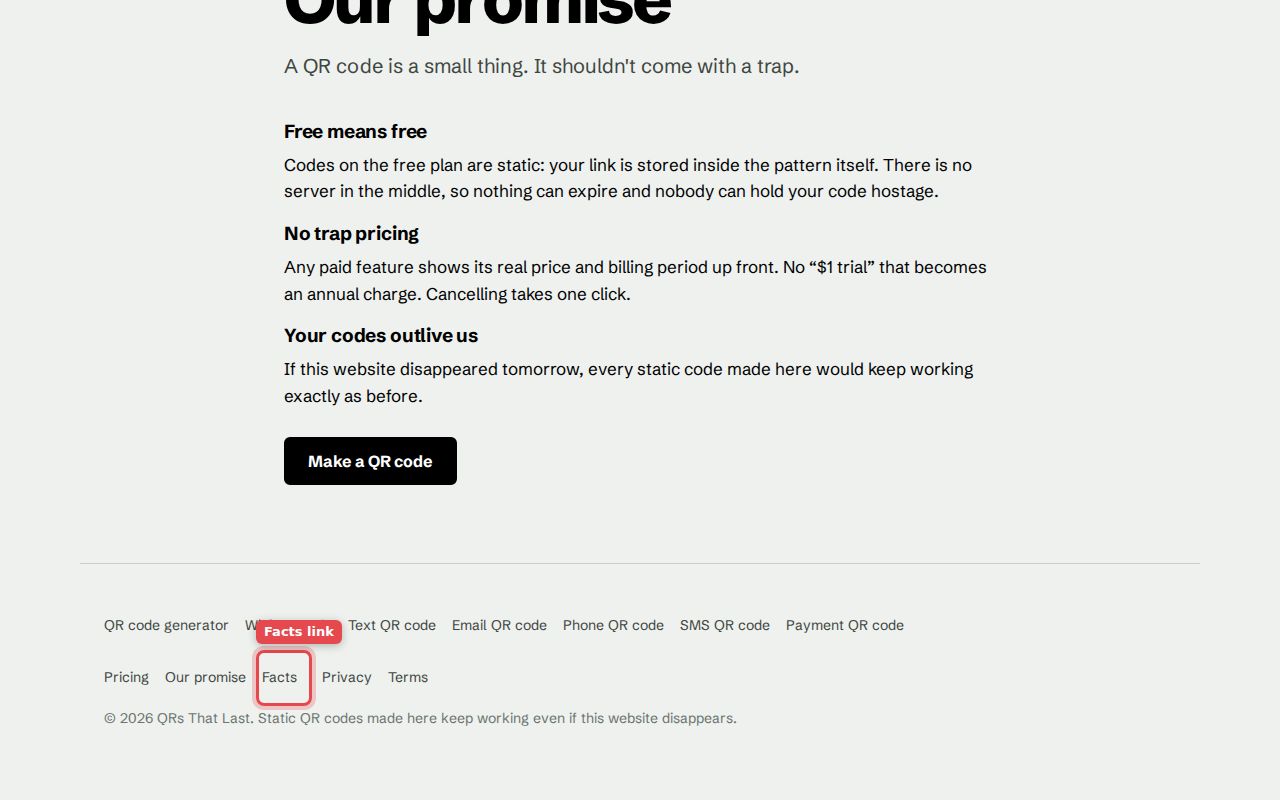 Our promise
A QR code is a small thing. It shouldn't come with a trap.
Free means free
Codes on the free plan are static: your link is stored inside the pattern itself. There is no
server in the middle, so nothing can expire and nobody can hold your code hostage.
No trap pricing
Any paid feature shows its real price and billing period up front. No “$1 trial” that becomes
an annual charge. Cancelling takes one click.
Your codes outlive us
If this website disappeared tomorrow, every static code made here would keep working
exactly as before.
Make a QR code
QR code generator Text QR code Email QR code Phone QR code SMS QR code Payment QR code
Facts link
Pricing Our promise Facts Privacy Terms
© 2026 QRs That Last. Static QR codes made here keep working even if this website disappears.